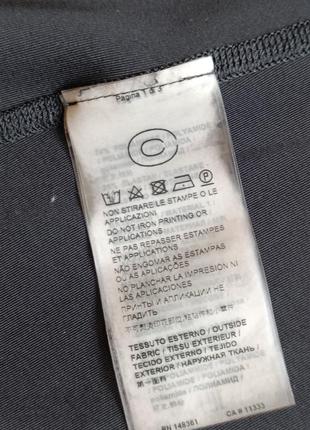 Pagina 1 di 3
C
NON STIRARE LE STAMPE O LE
APPLICAZIONI
DO NOT IRON PRINTING OR
APPLICATIONS
NE PAS REPASSER ESTAMPES
ET APPLICATIONS
NÃO ENGOMAR AS ESTAMPAS
OU AS APLICAÇÕES
NO PLANCHAR LA IMPRESION NI
LAS APLICACIONES
ПРИНТЫ И АППЛИКАЦИИ НЕ
ГЛАДИТЬ
TESSUTO ESTERNO / OUTSIDE
FABRIC / TISSU EXTERIEUR /
TECIDO EXTERNO / TEJIDO
EXTERIOR / НАРУЖНАЯ ТКАНЬ /
RN 148361 CA # 11333